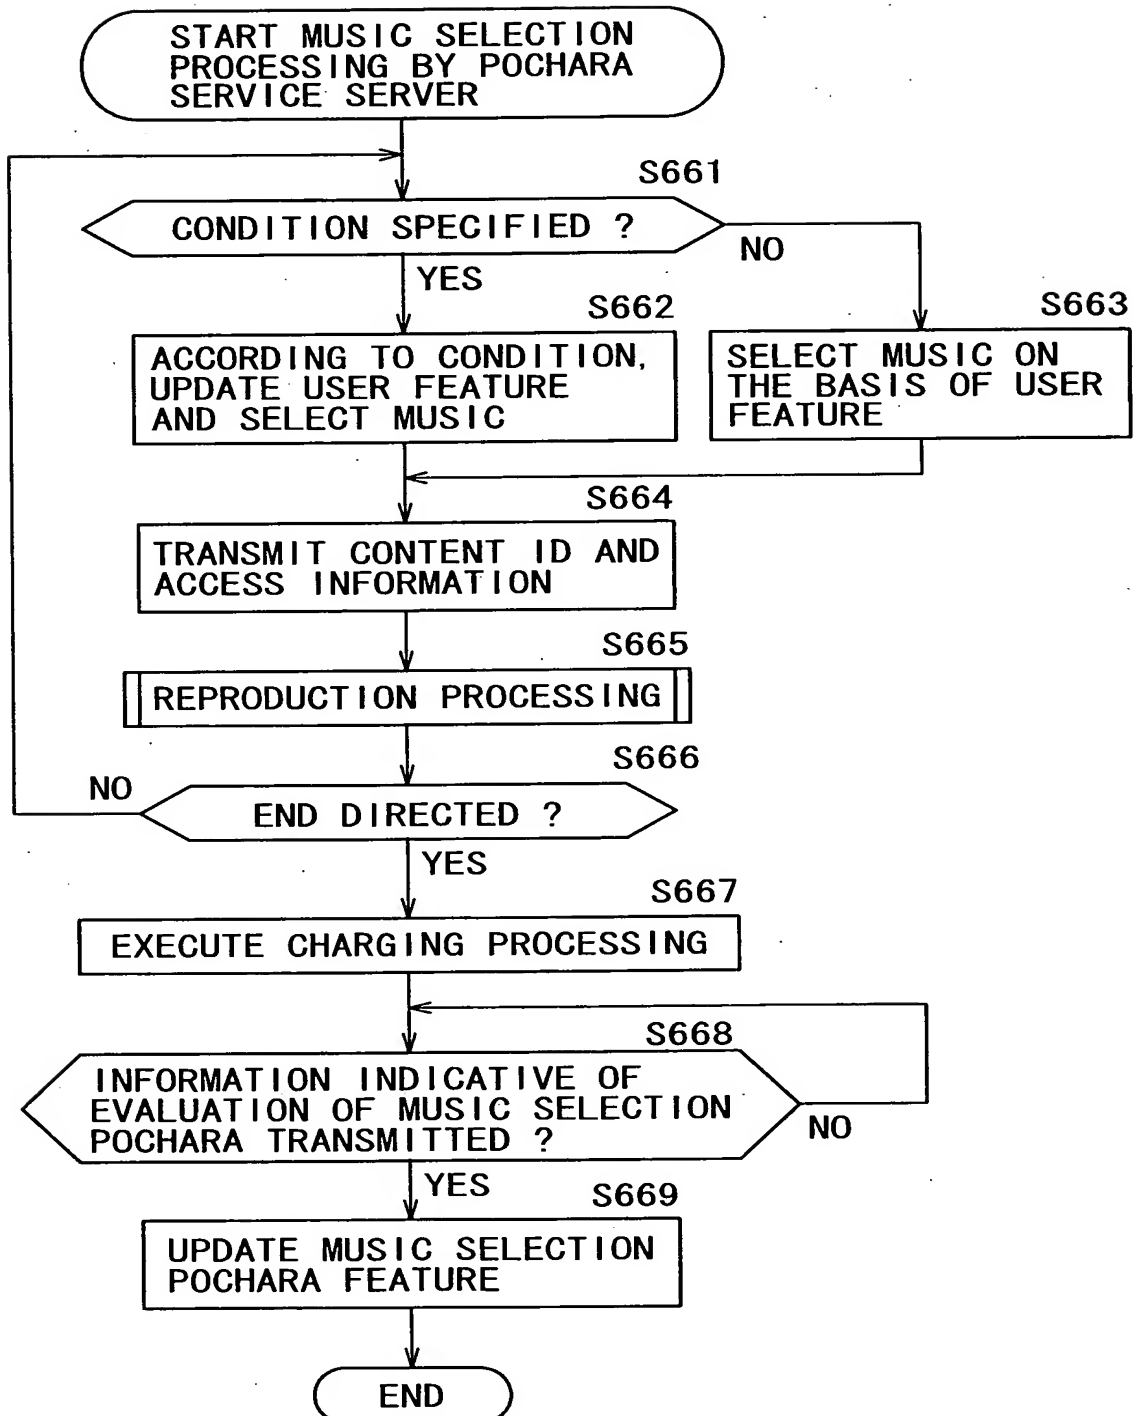 START MUSIC SELECTION
PROCESSING BY POCHARA
SERVICE SERVER
S661
CONDITION SPECIFIED ?
NO
YES
S662
ACCORDING TO CONDITION,
UPDATE USER FEATURE
AND SELECT MUSIC
S663
SELECT MUSIC ON
THE BASIS OF USER
FEATURE
S664
TRANSMIT CONTENT ID AND
ACCESS INFORMATION
S665
REPRODUCTION PROCESSING
S666
NO
END DIRECTED ?
YES
S667
EXECUTE CHARGING PROCESSING
S668
INFORMATION INDICATIVE OF
EVALUATION OF MUSIC SELECTION
POCHARA TRANSMITTED ?
NO
YES
S669
UPDATE MUSIC SELECTION
POCHARA FEATURE
END